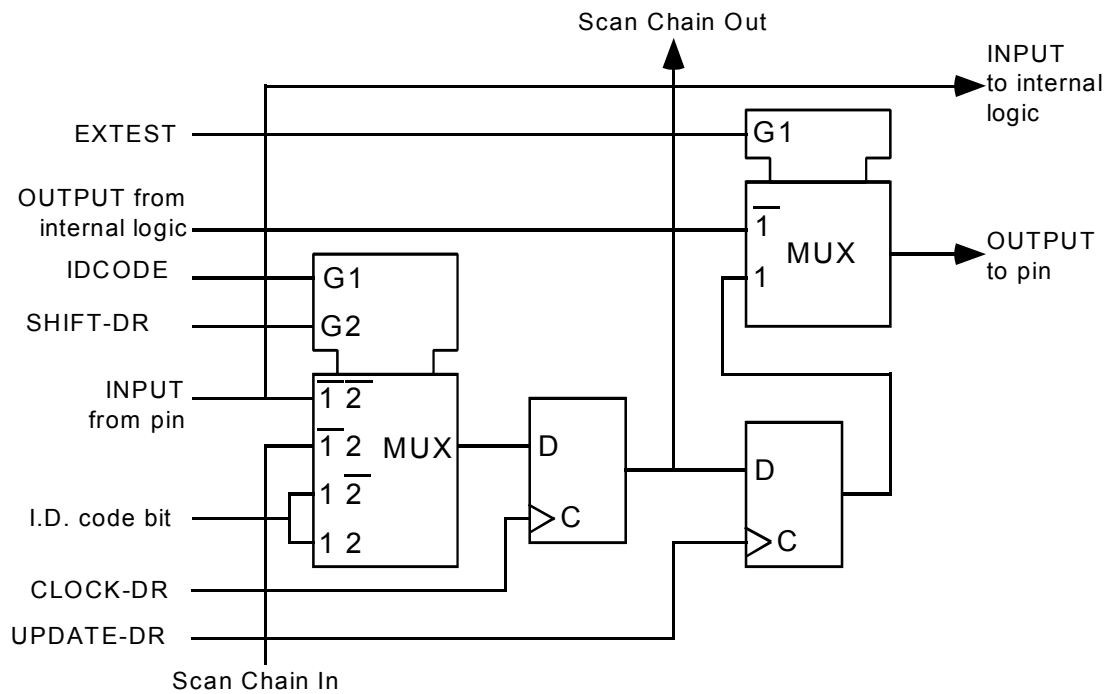 Scan Chain Out
INPUT
to internal
logic
EXTEST
G1
OUTPUT from
internal logic
1
MUX
OUTPUT
to pin
IDCODE
G1
1
SHIFT-DR
G2
INPUT
from pin
1 2
1 2
MUX
D
D
1 2
I.D. code bit
1 2
C
C
CLOCK-DR
UPDATE-DR
Scan Chain In